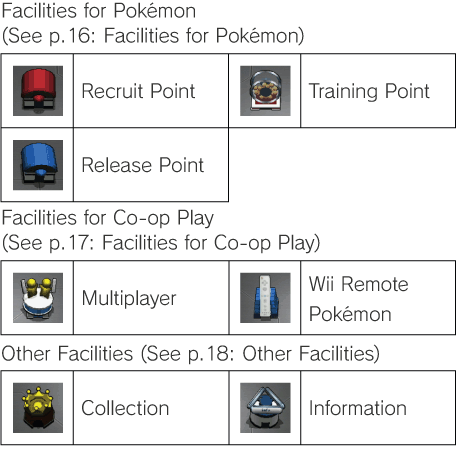 Facilities for Pokémon
(See p.16: Facilities for Pokémon)
Recruit Point
Training Point
Release Point
Facilities for Co-op Play
(See p.17: Facilities for Co-op Play)
Multiplayer
Wii Remote
Pokémon
Other Facilities (See p.18: Other Facilities)
Collection
Information